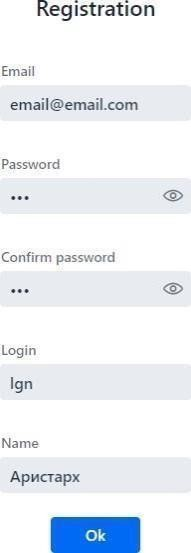 Registration
Email
email@email.com
Password
•••
Confirm password
•••
Login
lgn
Name
Аристарх
Ok